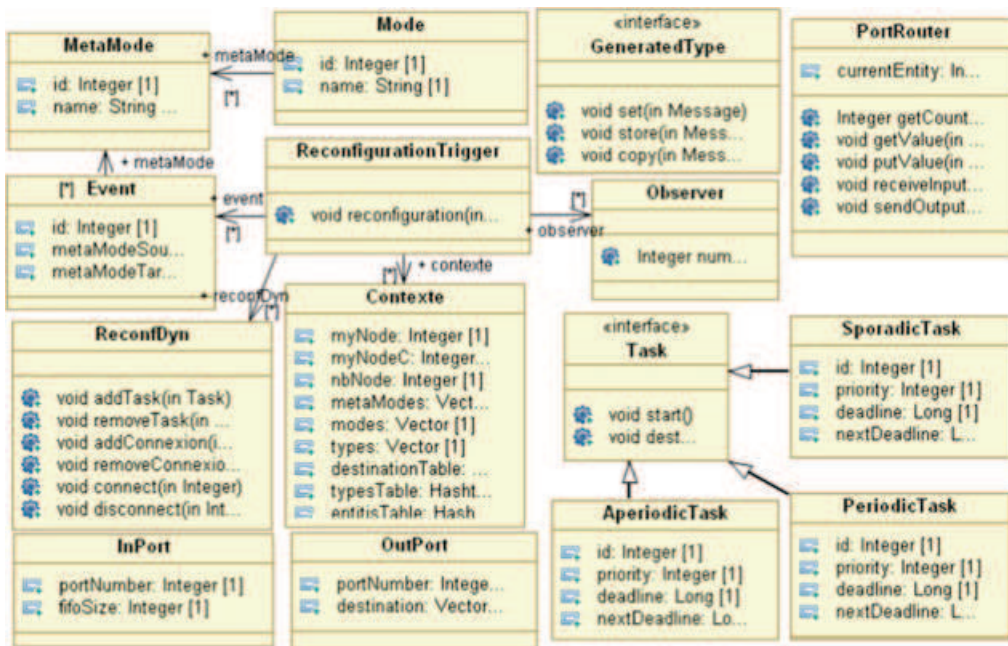 MetaMode
id: Integer [1]
name: String ...
+ metaMode
[*]
Mode
id: Integer [1]
name: String [1]
«interface»
GeneratedType
void set(in Message)
void store(in Mess...
void copy(in Mess...
PortRouter
currentEntity: In...
Integer getCount...
void getValue(in ...
void putValue(in ...
void receiveInput...
void sendOutput...
+ metaMode
[*]
Event
id: Integer [1]
metaModeSou...
metaModeTar...
+ event
[*]
ReconfigurationTrigger
void reconfiguration(in...
[*]
+ observer
Observer
Integer num...
+ reconfDyn
[*]
ReconfDyn
void addTask(in Task)
void removeTask(in ...
void addConnexion(i...
void removeConnexio...
void connect(in Integer)
void disconnect(in Int...
[*]
+ contexte
Contexte
myNode: Integer [1]
myNodeC: Integer...
nbNode: Integer [1]
metaModes: Vect...
modes: Vector [1]
types: Vector [1]
destinationTable: ...
typesTable: Hasht...
entitisTable: Hash...
«interface»
Task
void start()
void dest...
SporadicTask
id: Integer [1]
priority: Integer [1]
deadline: Long [1]
nextDeadline: L...
InPort
portNumber: Integer [1]
fifoSize: Integer [1]
OutPort
portNumber: Intege...
destination: Vector...
AperiodicTask
id: Integer [1]
priority: Integer [1]
deadline: Long [1]
nextDeadline: Lo...
PeriodicTask
id: Integer [1]
priority: Integer [1]
deadline: Long [1]
nextDeadline: L...